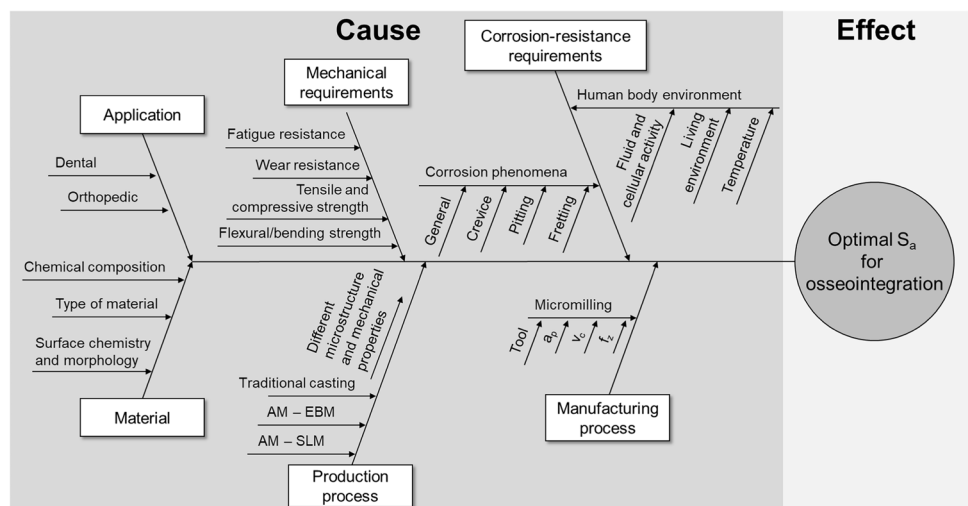 Cause
Effect
Corrosion-resistance
requirements
Mechanical
requirements
Application
Human body environment
Fatigue resistance
Dental
Wear resistance
Orthopedic
Tensile and
compressive strength
Flexural/bending strength
Corrosion phenomena
General
Crevice
Pitting
Fretting
Fluid and
cellular activity
Living
environment
Temperature
Optimal Sa
for
osseointegration
Chemical composition
Type of material
Surface chemistry
and morphology
Material
Different
microstructure
and mechanical
properties
Traditional casting
AM – EBM
AM – SLM
Production
process
Micromilling
Tool
ap
vc
fz
Manufacturing
process